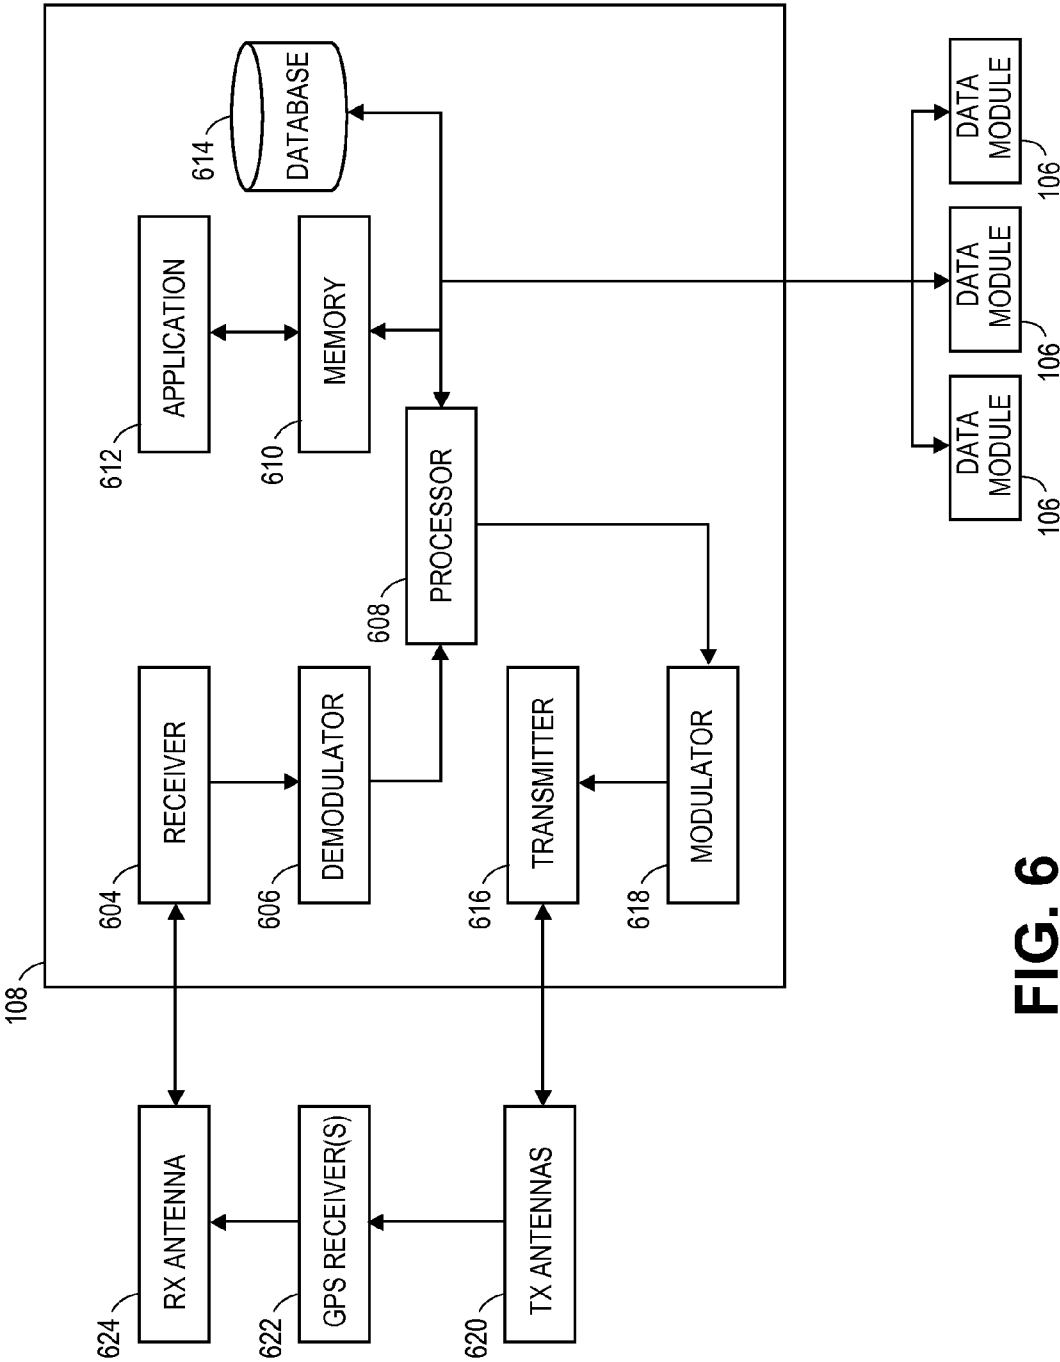 108
624
RX ANTENNA
622
GPS RECEIVER(S)
620
TX ANTENNAS
604
RECEIVER
606
DEMODULATOR
616
TRANSMITTER
618
MODULATOR
608
PROCESSOR
612
APPLICATION
610
MEMORY
614
DATABASE
DATA
MODULE
106
DATA
MODULE
106
DATA
MODULE
106
FIG. 6